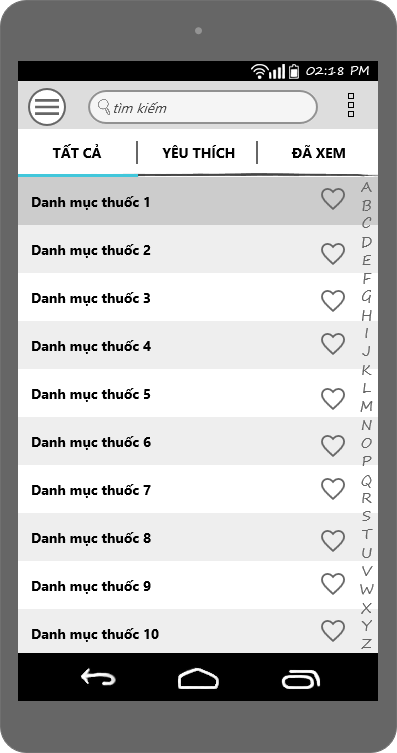 02:18 PM
tìm kiếm
TẤT CẢ YÊU THÍCH ĐÃ XEM
Danh mục thuốc 1
Danh mục thuốc 2
Danh mục thuốc 3
Danh mục thuốc 4
Danh mục thuốc 5
Danh mục thuốc 6
Danh mục thuốc 7
Danh mục thuốc 8
Danh mục thuốc 9
Danh mục thuốc 10
A
B
C
D
E
F
G
H
I
J
K
L
M
N
O
P
Q
R
S
T
U
V
W
X
Y
Z